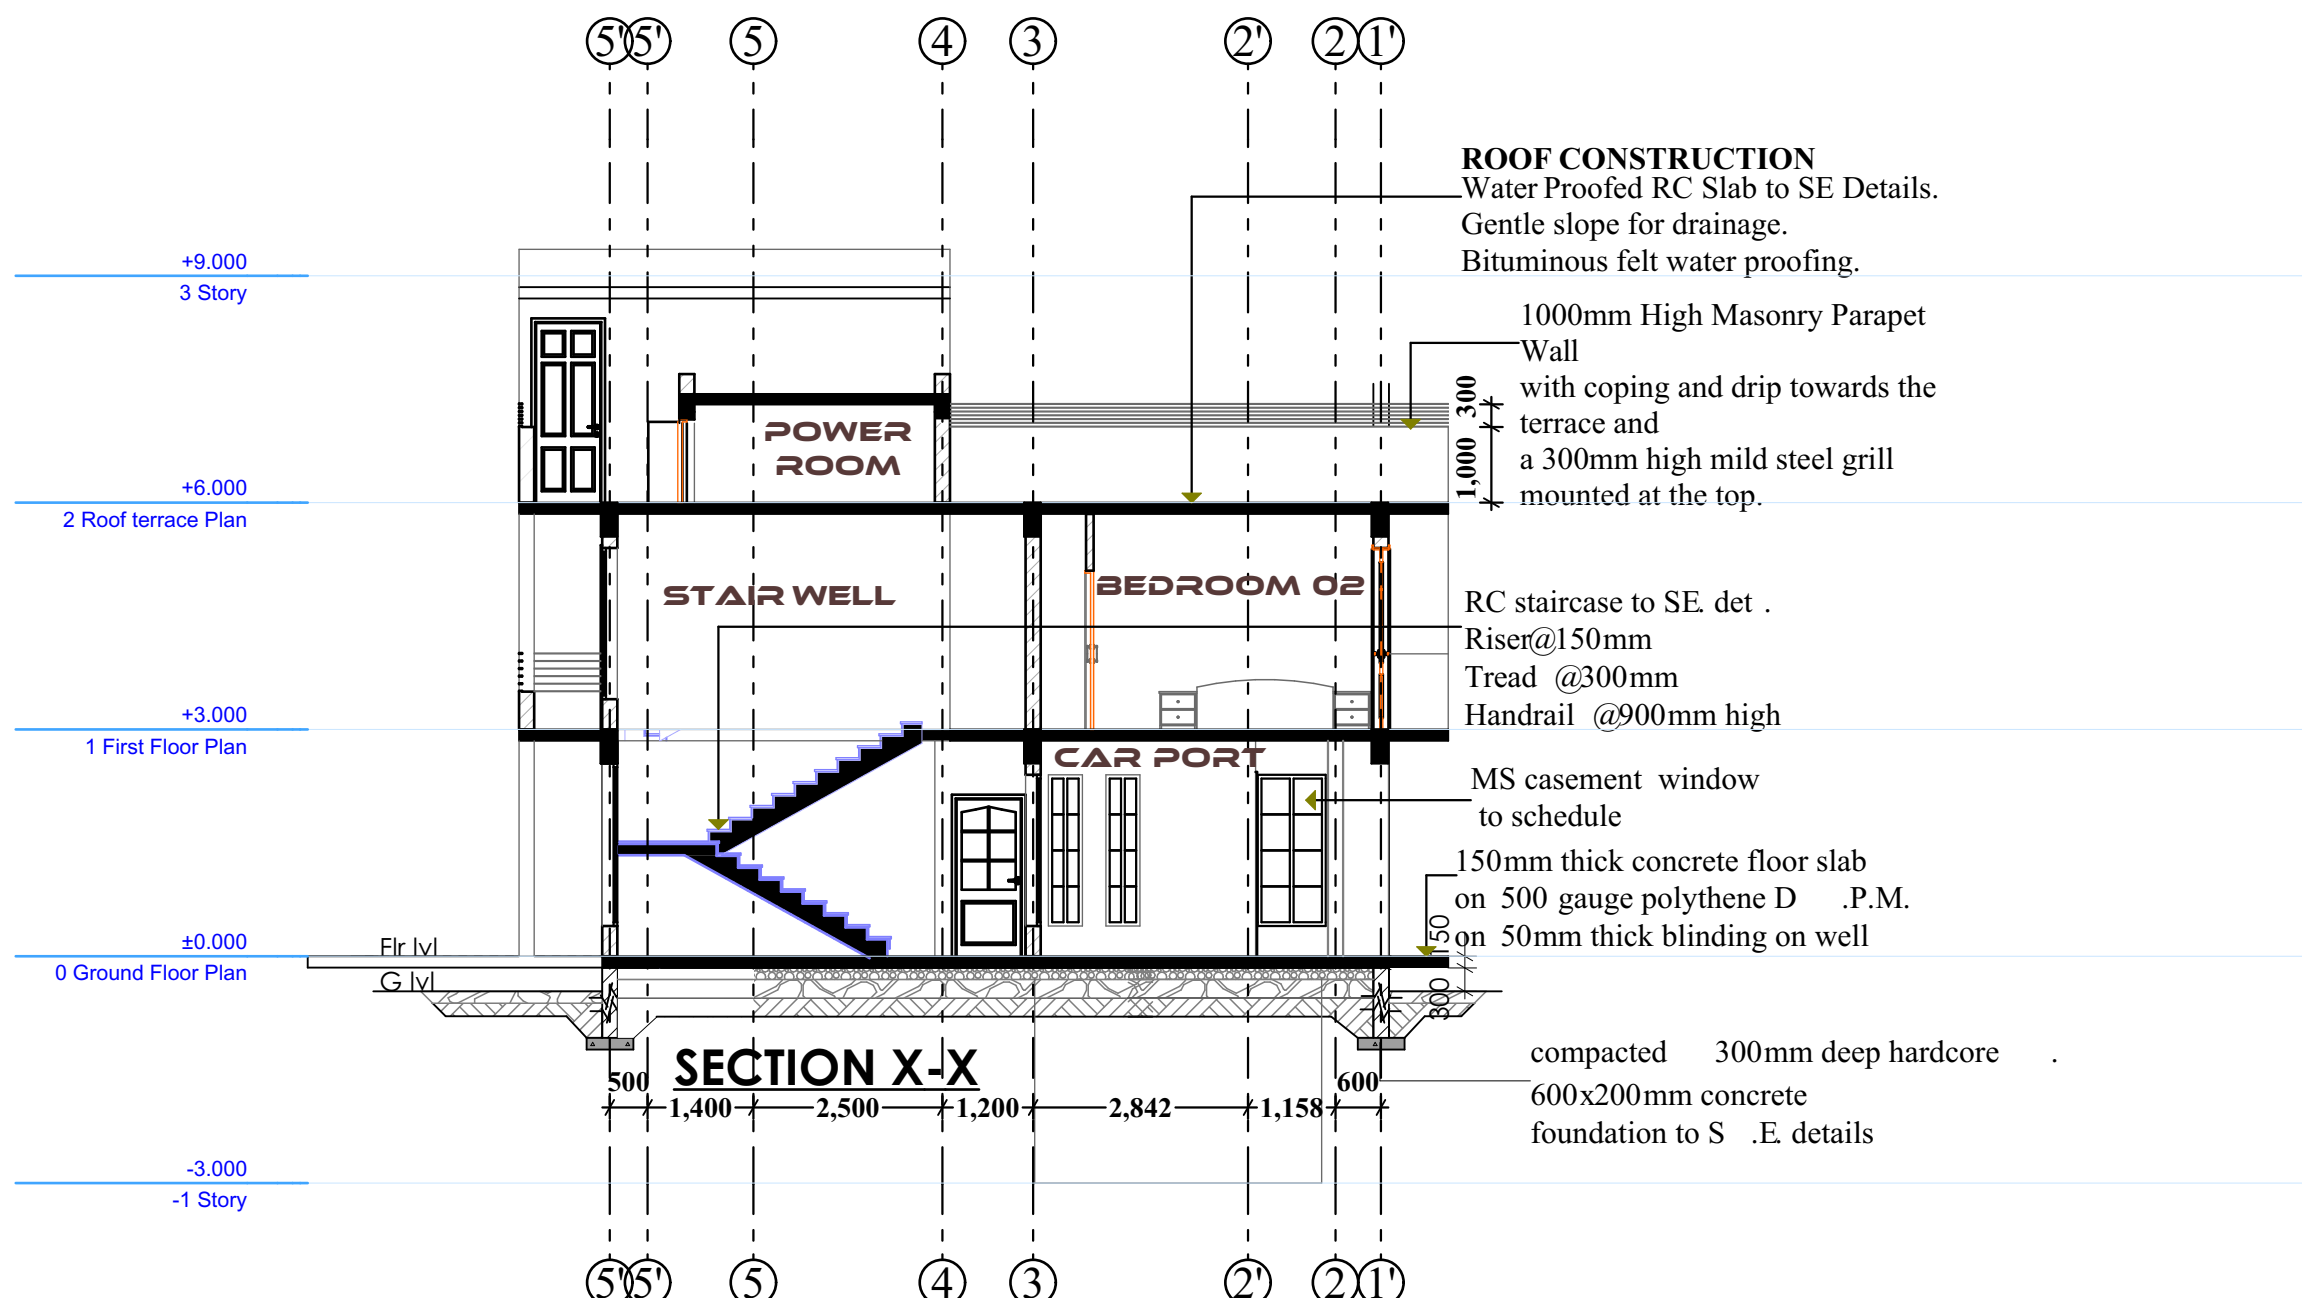 5' 5' 5 4 3 2' 2 1'
ROOF CONSTRUCTION
Water Proofed RC Slab to SE Details.
Gentle slope for drainage.
Bituminous felt water proofing.
+9.000
3 Story
1000mm High Masonry Parapet
Wall
with coping and drip towards the
terrace and
a 300mm high mild steel grill
mounted at the top.
300
1,000
POWER
ROOM
+6.000
2 Roof terrace Plan
STAIR WELL
BEDROOM 02
RC staircase to SE. det .
Riser@150mm
Tread @300mm
Handrail @900mm high
+3.000
1 First Floor Plan
CAR PORT
MS casement window
to schedule
150mm thick concrete floor slab
on 500 gauge polythene D .P.M.
on 50mm thick blinding on well
150
300
±0.000
0 Ground Floor Plan
Flr lvl
G lvl
compacted 300mm deep hardcore .
600x200mm concrete
foundation to S .E. details
SECTION X-X
500 1,400 2,500 1,200 2,842 1,158 600
-3.000
-1 Story
5' 5' 5 4 3 2' 2 1'